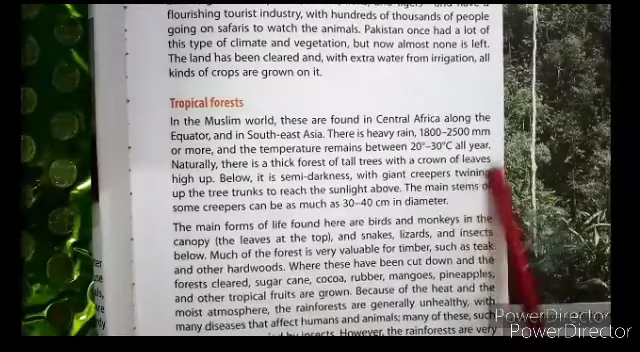 flourishing tourist industry, with hundreds of thousands of people
going on safaris to watch the animals. Pakistan once had a lot of
this type of climate and vegetation, but now almost none is left.
The land has been cleared and, with extra water from irrigation, all
kinds of crops are grown on it.
Tropical forests
In the Muslim world, these are found in Central Africa along the
Equator, and in South-east Asia. There is heavy rain, 1800–2500 mm
or more, and the temperature remains between 20°–30°C all year.
Naturally, there is a thick forest of tall trees with a crown of leaves
high up. Below, it is semi-darkness, with giant creepers twining
up the tree trunks to reach the sunlight above. The main stems of
some creepers can be as much as 30–40 cm in diameter.
The main forms of life found here are birds and monkeys in the
canopy (the leaves at the top), and snakes, lizards, and insects
below. Much of the forest is very valuable for timber, such as teak
and other hardwoods. Where these have been cut down and the
forests cleared, sugar cane, cocoa, rubber, mangoes, pineapples,
and other tropical fruits are grown. Because of the heat and the
moist atmosphere, the rainforests are generally unhealthy, with
many diseases that affect humans and animals; many of these, such
by insects. However, the rainforests are very
PowerDirector
PowerDirector